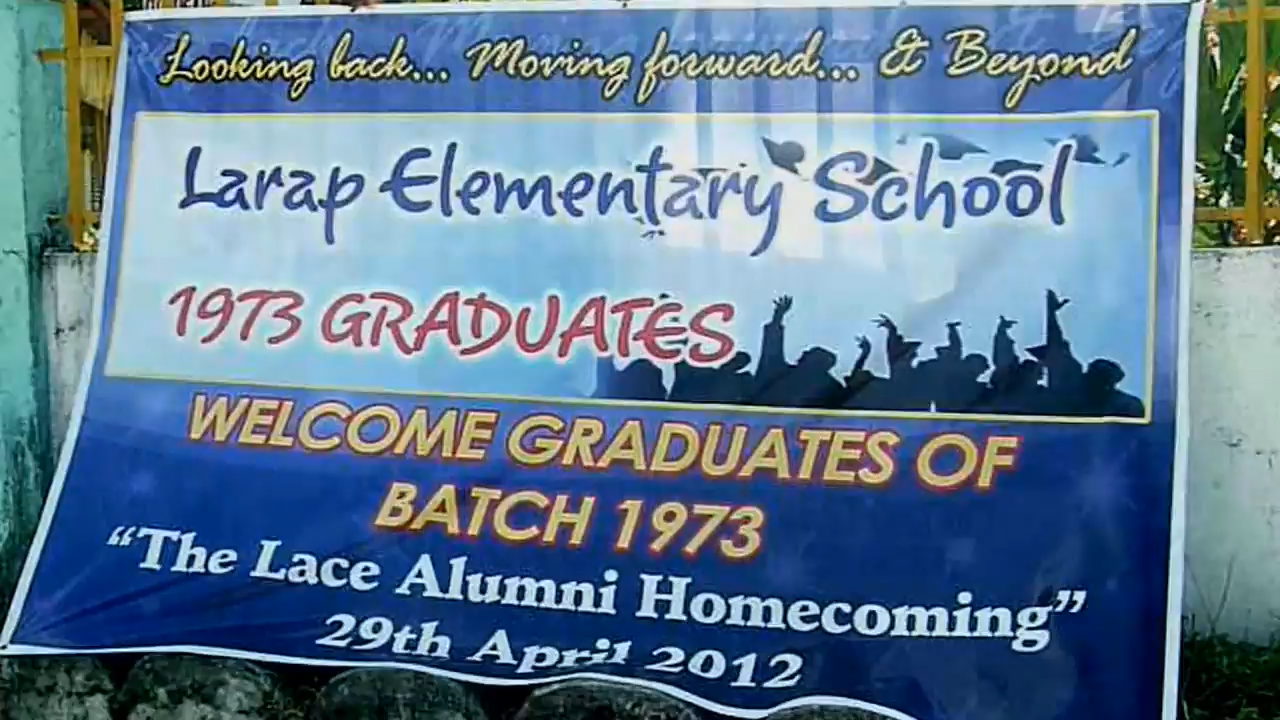 Looking back... Moving forward... & Beyond
Larap Elementary School
1973 GRADUATES
WELCOME GRADUATES OF
BATCH 1973
“The Lace Alumni Homecoming”
29th April 2012